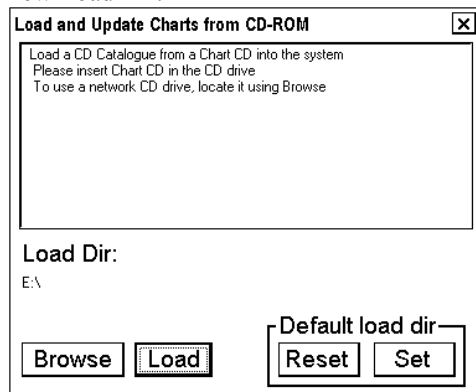 Load and Update Charts from CD-ROM
Load a CD Catalogue from a Chart CD into the system
Please insert Chart CD in the CD drive
To use a network CD drive, locate it using Browse
Load Dir:
E:\
Default load dir
Browse Load Reset Set